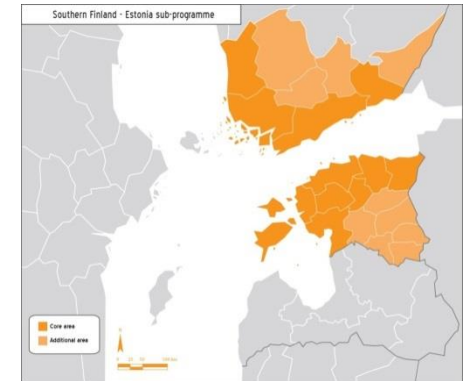 Southern Finland - Estonia sub-programme
Core area
Additional area
N